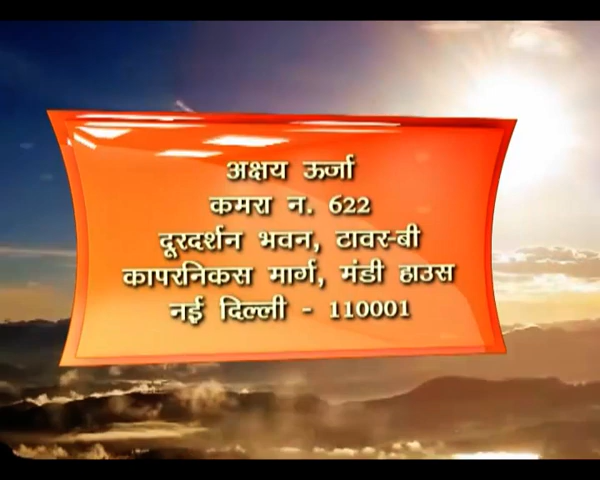 अक्षय ऊर्जा
कमरा न. 622
दूरदर्शन भवन, टावर-बी
कापरनिकस मार्ग, मंडी हाउस
नई दिल्ली - 110001